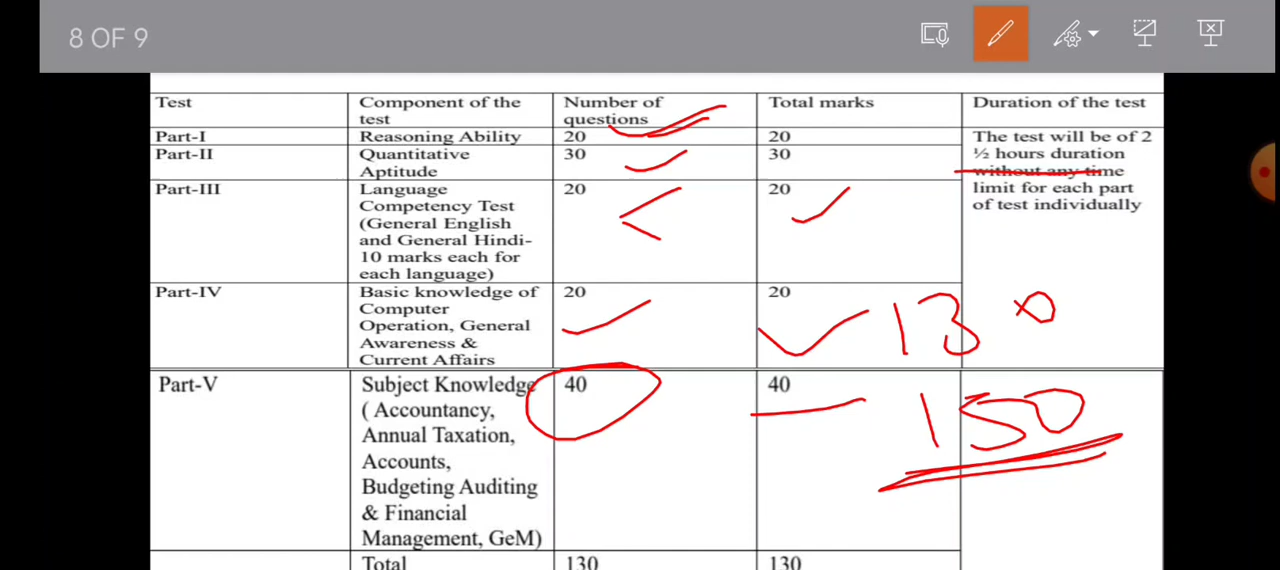 8 OF 9
Test Component of the test Number of questions Total marks Duration of the test
Part-I Reasoning Ability 20 20 The test will be of 2 ½ hours duration without any time limit for each part of test individually
Part-II Quantitative Aptitude 30 30
Part-III Language Competency Test (General English and General Hindi- 10 marks each for each language) 20 20
Part-IV Basic knowledge of Computer Operation, General Awareness & Current Affairs 20 20
130
Part-V Subject Knowledge ( Accountancy, Annual Taxation, Accounts, Budgeting Auditing & Financial Management, GeM) 40 40
150
Total 130 130